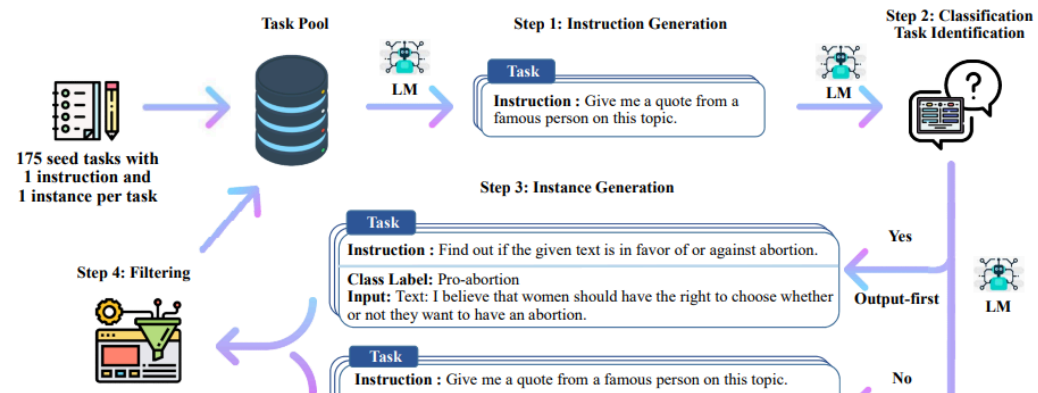 Task Pool
Step 1: Instruction Generation
Step 2: Classification
Task Identification
LM
Task
Instruction : Give me a quote from a
famous person on this topic.
LM
175 seed tasks with
1 instruction and
1 instance per task
Step 3: Instance Generation
Task
Instruction : Find out if the given text is in favor of or against abortion.
Class Label: Pro-abortion
Input: Text: I believe that women should have the right to choose whether
or not they want to have an abortion.
Yes
Output-first
LM
Step 4: Filtering
Task
Instruction : Give me a quote from a famous person on this topic.
No